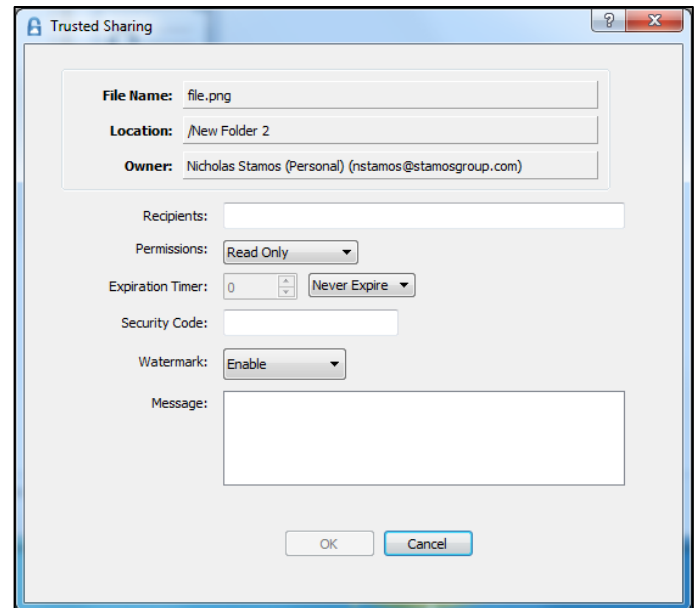 Trusted Sharing
File Name: file.png
Location: /New Folder 2
Owner: Nicholas Stamos (Personal) (nstamos@stamosgroup.com)
Recipients:
Permissions: Read Only
Expiration Timer: 0 Never Expire
Security Code:
Watermark: Enable
Message:
OK Cancel